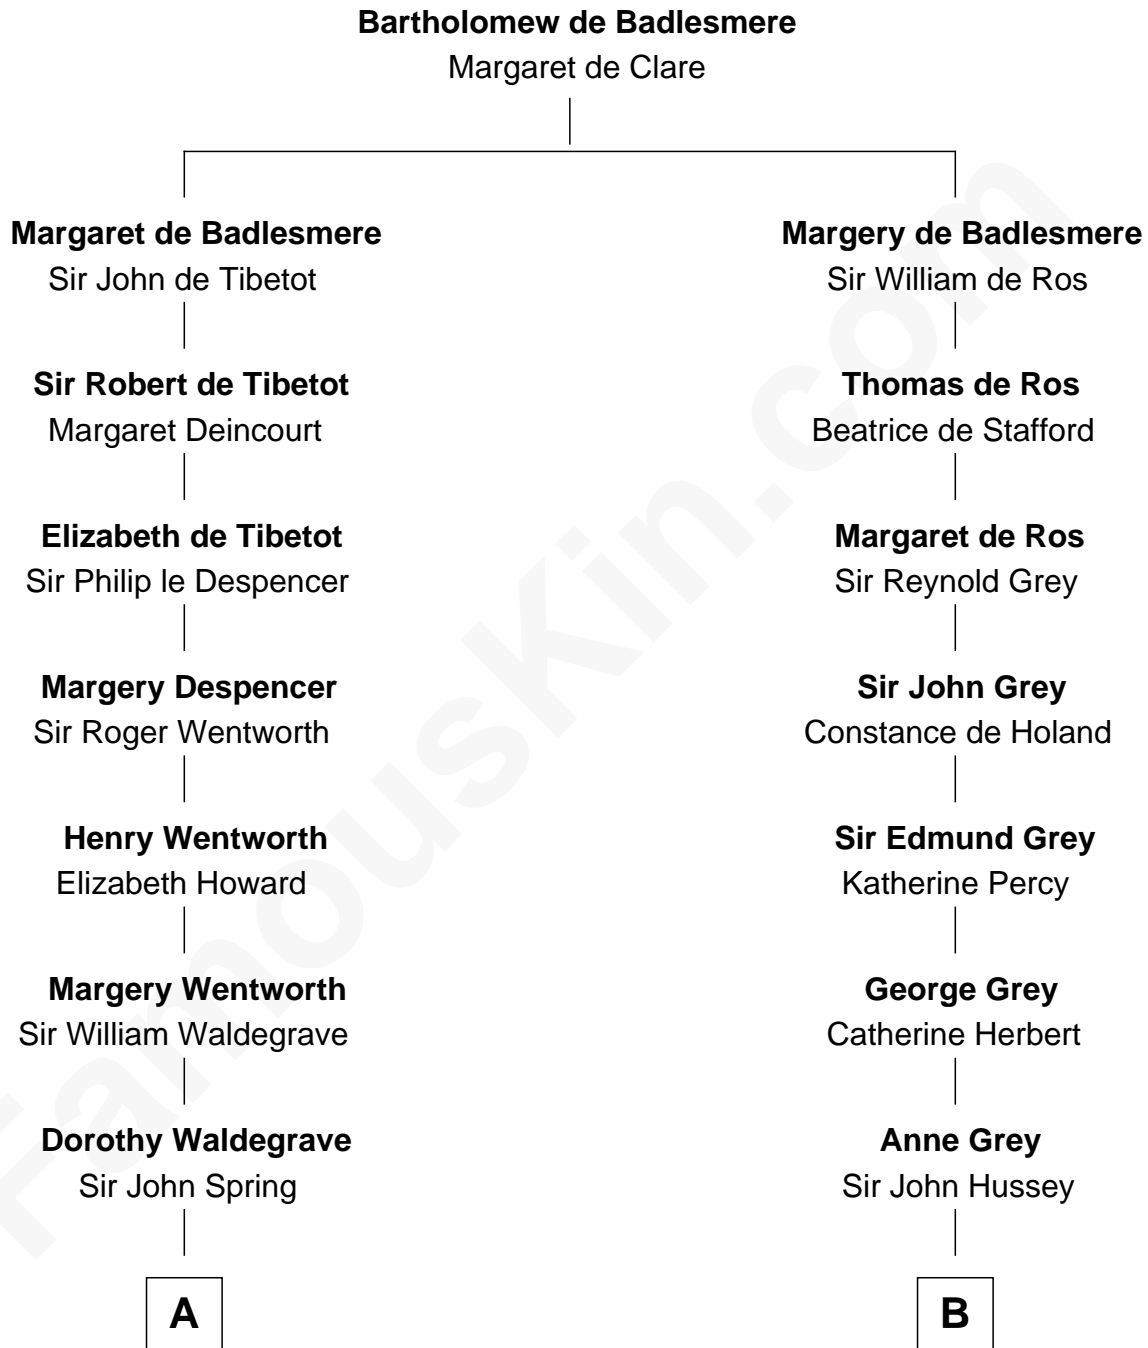 Bartholomew de Badlesmere
Margaret de Clare
Margaret de Badlesmere
Sir John de Tibetot
Margery de Badlesmere
Sir William de Ros
Sir Robert de Tibetot
Margaret Deincourt
Thomas de Ros
Beatrice de Stafford
Elizabeth de Tibetot
Sir Philip le Despencer
Margaret de Ros
Sir Reynold Grey
Margery Despencer
Sir Roger Wentworth
Sir John Grey
Constance de Holand
Henry Wentworth
Elizabeth Howard
Sir Edmund Grey
Katherine Percy
Margery Wentworth
Sir William Waldegrave
George Grey
Catherine Herbert
Dorothy Waldegrave
Sir John Spring
Anne Grey
Sir John Hussey
A
B
FamousKin.com